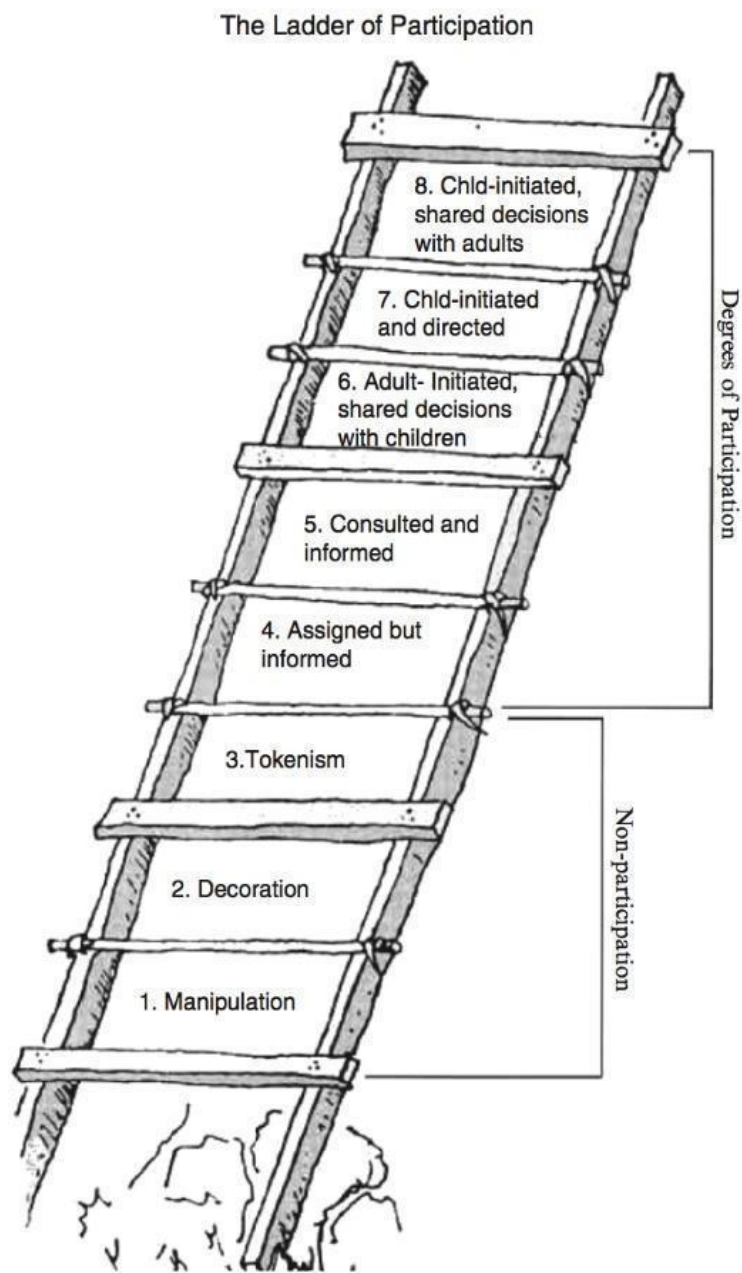 The Ladder of Participation
8. Chld-initiated,
shared decisions
with adults
7. Chld-initiated
and directed
6. Adult- Initiated,
shared decisions
with children
5. Consulted and
informed
4. Assigned but
informed
3.Tokenism
2. Decoration
1. Manipulation
Degrees of Participation
Non-participation